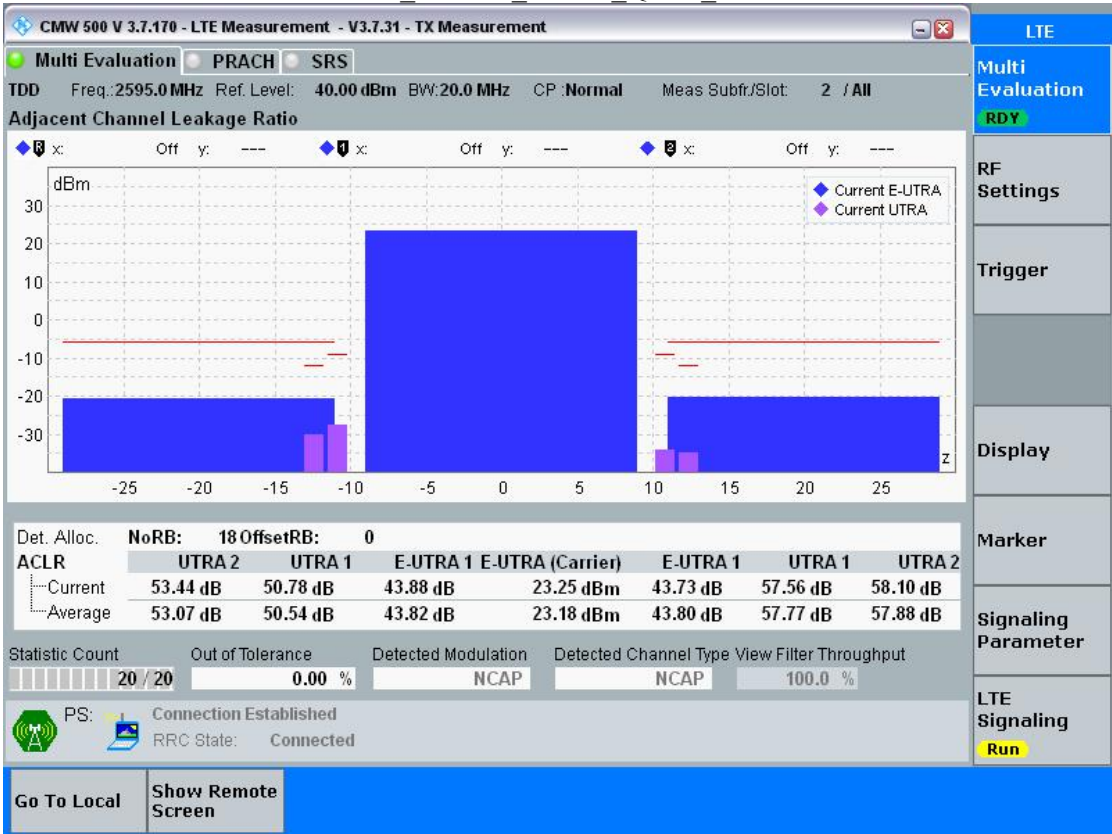 CMW 500 V 3.7.170 - LTE Measurement - V3.7.31 - TX Measurement
LTE
Multi Evaluation PRACH SRS
TDD Freq.:2595.0 MHz Ref. Level: 40.00 dBm BW:20.0 MHz CP :Normal Meas Subfr./Slot: 2 / All
Adjacent Channel Leakage Ratio
R x: Off y: --- 1 x: Off y: --- 2 x: Off y: ---
dBm
Current E-UTRA
Current UTRA
30
20
10
0
-10
-20
-30
z
-25 -20 -15 -10 -5 0 5 10 15 20 25
Det. Alloc. NoRB: 18 OffsetRB: 0
ACLR UTRA 2 UTRA 1 E-UTRA 1 E-UTRA (Carrier) E-UTRA 1 UTRA 1 UTRA 2
Current 53.44 dB 50.78 dB 43.88 dB 23.25 dBm 43.73 dB 57.56 dB 58.10 dB
Average 53.07 dB 50.54 dB 43.82 dB 23.18 dBm 43.80 dB 57.77 dB 57.88 dB
Statistic Count Out of Tolerance Detected Modulation Detected Channel Type View Filter Throughput
20 / 20 0.00 % NCAP NCAP 100.0 %
PS: Connection Established
RRC State: Connected
Multi
Evaluation
RDY
RF
Settings
Trigger
Display
Marker
Signaling
Parameter
LTE
Signaling
Run
Go To Local
Show Remote
Screen